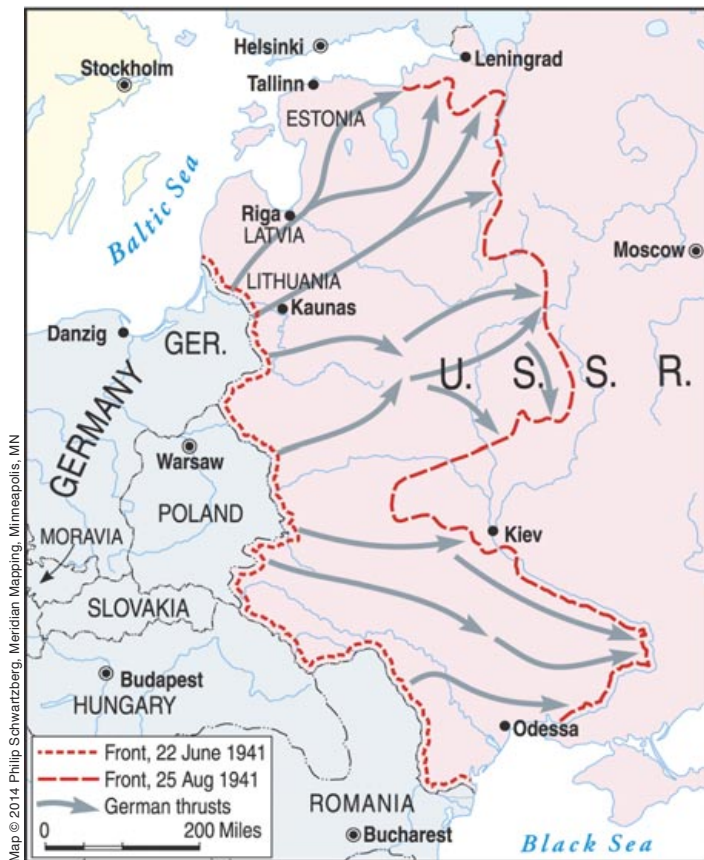 Helsinki
Leningrad
Stockholm
Tallinn
ESTONIA
Baltic Sea
Riga
LATVIA
Moscow
LITHUANIA
Kaunas
Danzig
GER.
U. S. S. R.
GERMANY
Warsaw
POLAND
MORAVIA
Kiev
SLOVAKIA
Budapest
HUNGARY
Odessa
Front, 22 June 1941
Front, 25 Aug 1941
German thrusts
0 200 Miles
ROMANIA
Bucharest
Black Sea
Map © 2014 Philip Schwartzberg, Meridian Mapping, Minneapolis, MN